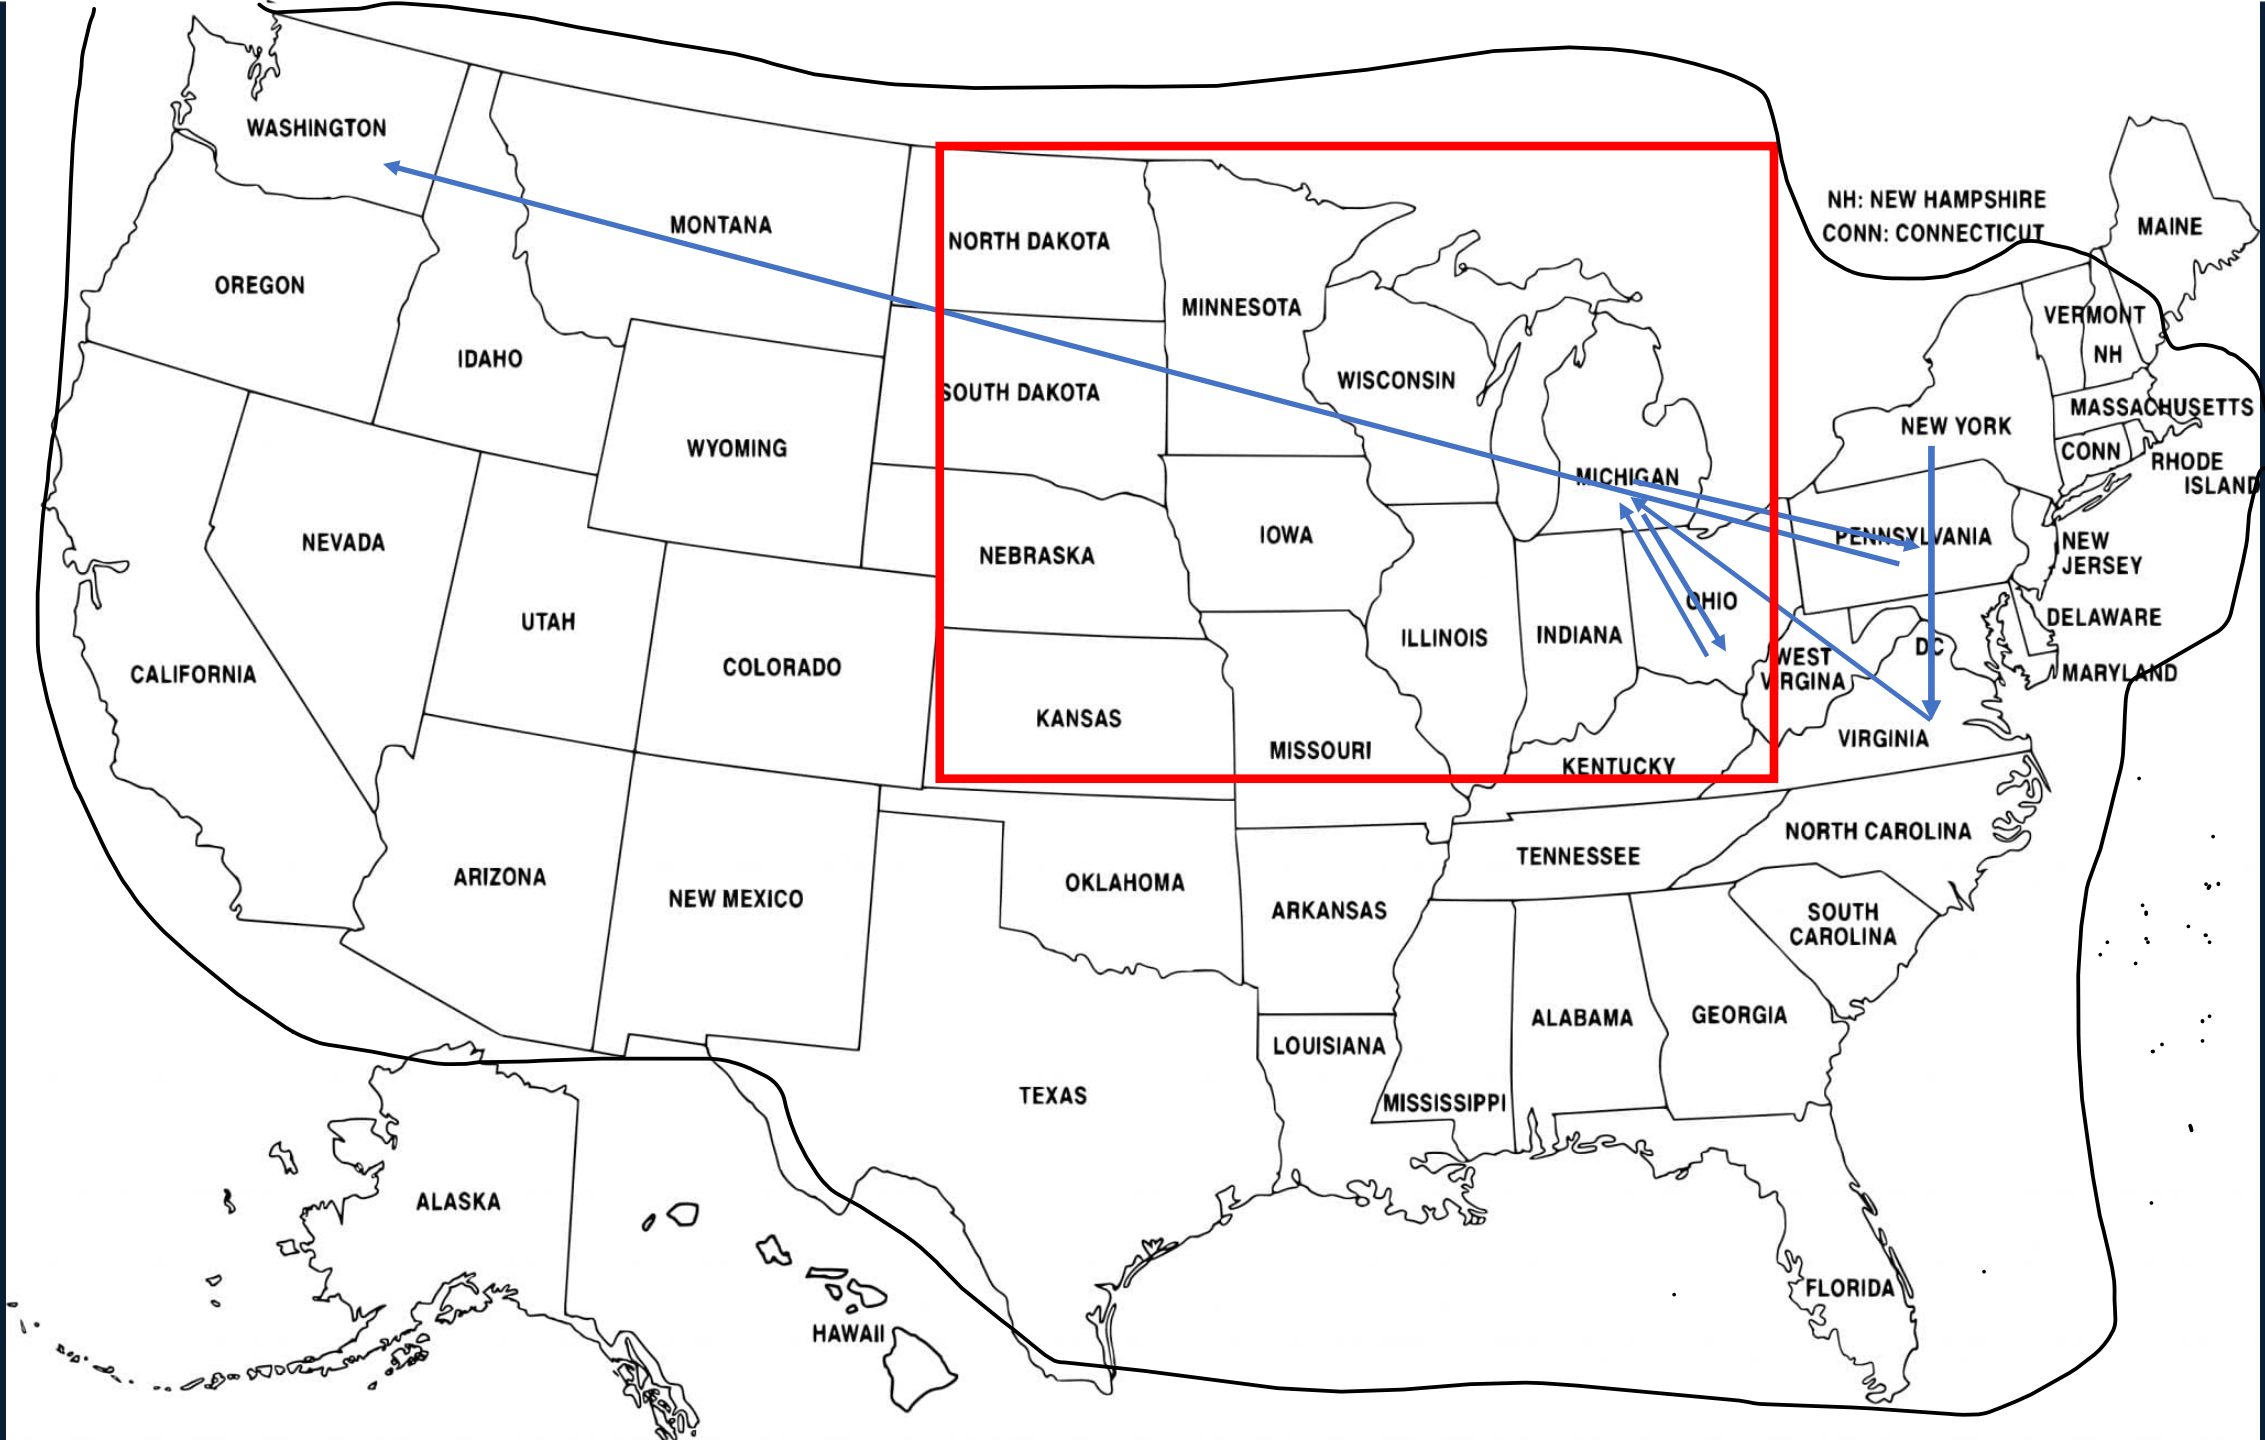 WASHINGTON
NH: NEW HAMPSHIRE
CONN: CONNECTICUT
MAINE
MONTANA
NORTH DAKOTA
OREGON
MINNESOTA
VERMONT
IDAHO
NH
WISCONSIN
SOUTH DAKOTA
MASSACHUSETTS
NEW YORK
WYOMING
CONN
RHODE
ISLAND
MICHIGAN
IOWA
PENNSYLVANIA
NEVADA
NEBRASKA
NEW
JERSEY
OHIO
UTAH
DELAWARE
ILLINOIS
INDIANA
DC
COLORADO
WEST
VIRGINA
CALIFORNIA
MARYLAND
KANSAS
VIRGINIA
MISSOURI
KENTUCKY
NORTH CAROLINA
TENNESSEE
ARIZONA
OKLAHOMA
NEW MEXICO
ARKANSAS
SOUTH
CAROLINA
ALABAMA
GEORGIA
LOUISIANA
TEXAS
MISSISSIPPI
ALASKA
FLORIDA
HAWAII